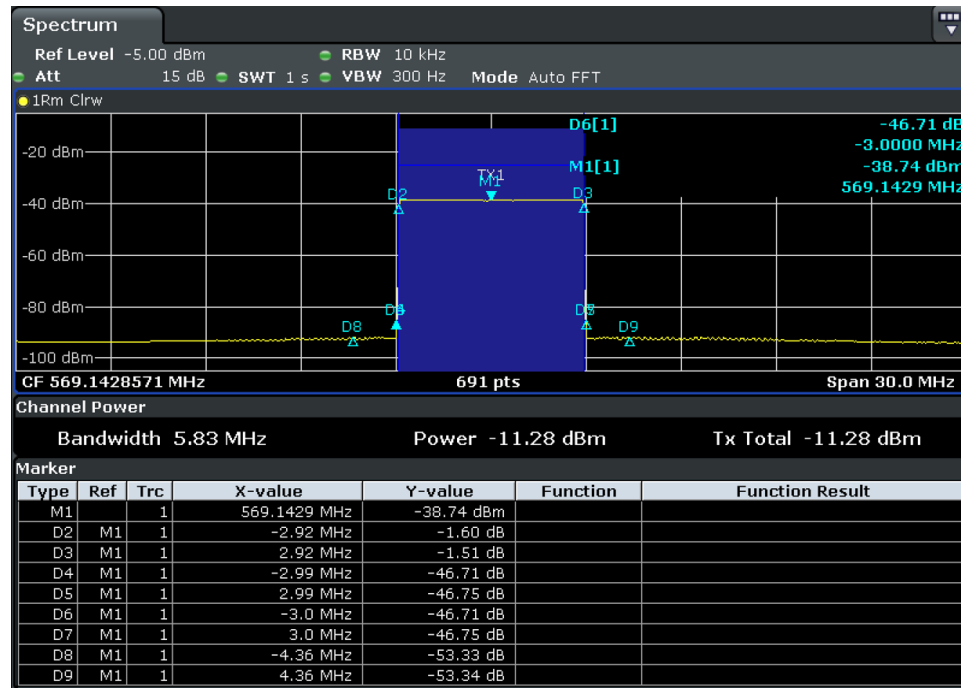 Spectrum
Ref Level -5.00 dBm RBW 10 kHz
Att 15 dB SWT 1 s VBW 300 Hz Mode Auto FFT
1Rm Clrw
D6[1] -46.71 dB
-3.0000 MHz
M1[1] -38.74 dBm
569.1429 MHz
-20 dBm
TX1
M1
D2 D3
-40 dBm
-60 dBm
-80 dBm
D8 D9
-100 dBm
CF 569.1428571 MHz 691 pts Span 30.0 MHz
Channel Power
Bandwidth 5.83 MHz Power -11.28 dBm Tx Total -11.28 dBm
Marker
Type Ref Trc X-value Y-value Function Function Result
M1 1 569.1429 MHz -38.74 dBm
D2 M1 1 -2.92 MHz -1.60 dB
D3 M1 1 2.92 MHz -1.51 dB
D4 M1 1 -2.99 MHz -46.71 dB
D5 M1 1 2.99 MHz -46.75 dB
D6 M1 1 -3.0 MHz -46.71 dB
D7 M1 1 3.0 MHz -46.75 dB
D8 M1 1 -4.36 MHz -53.33 dB
D9 M1 1 4.36 MHz -53.34 dB